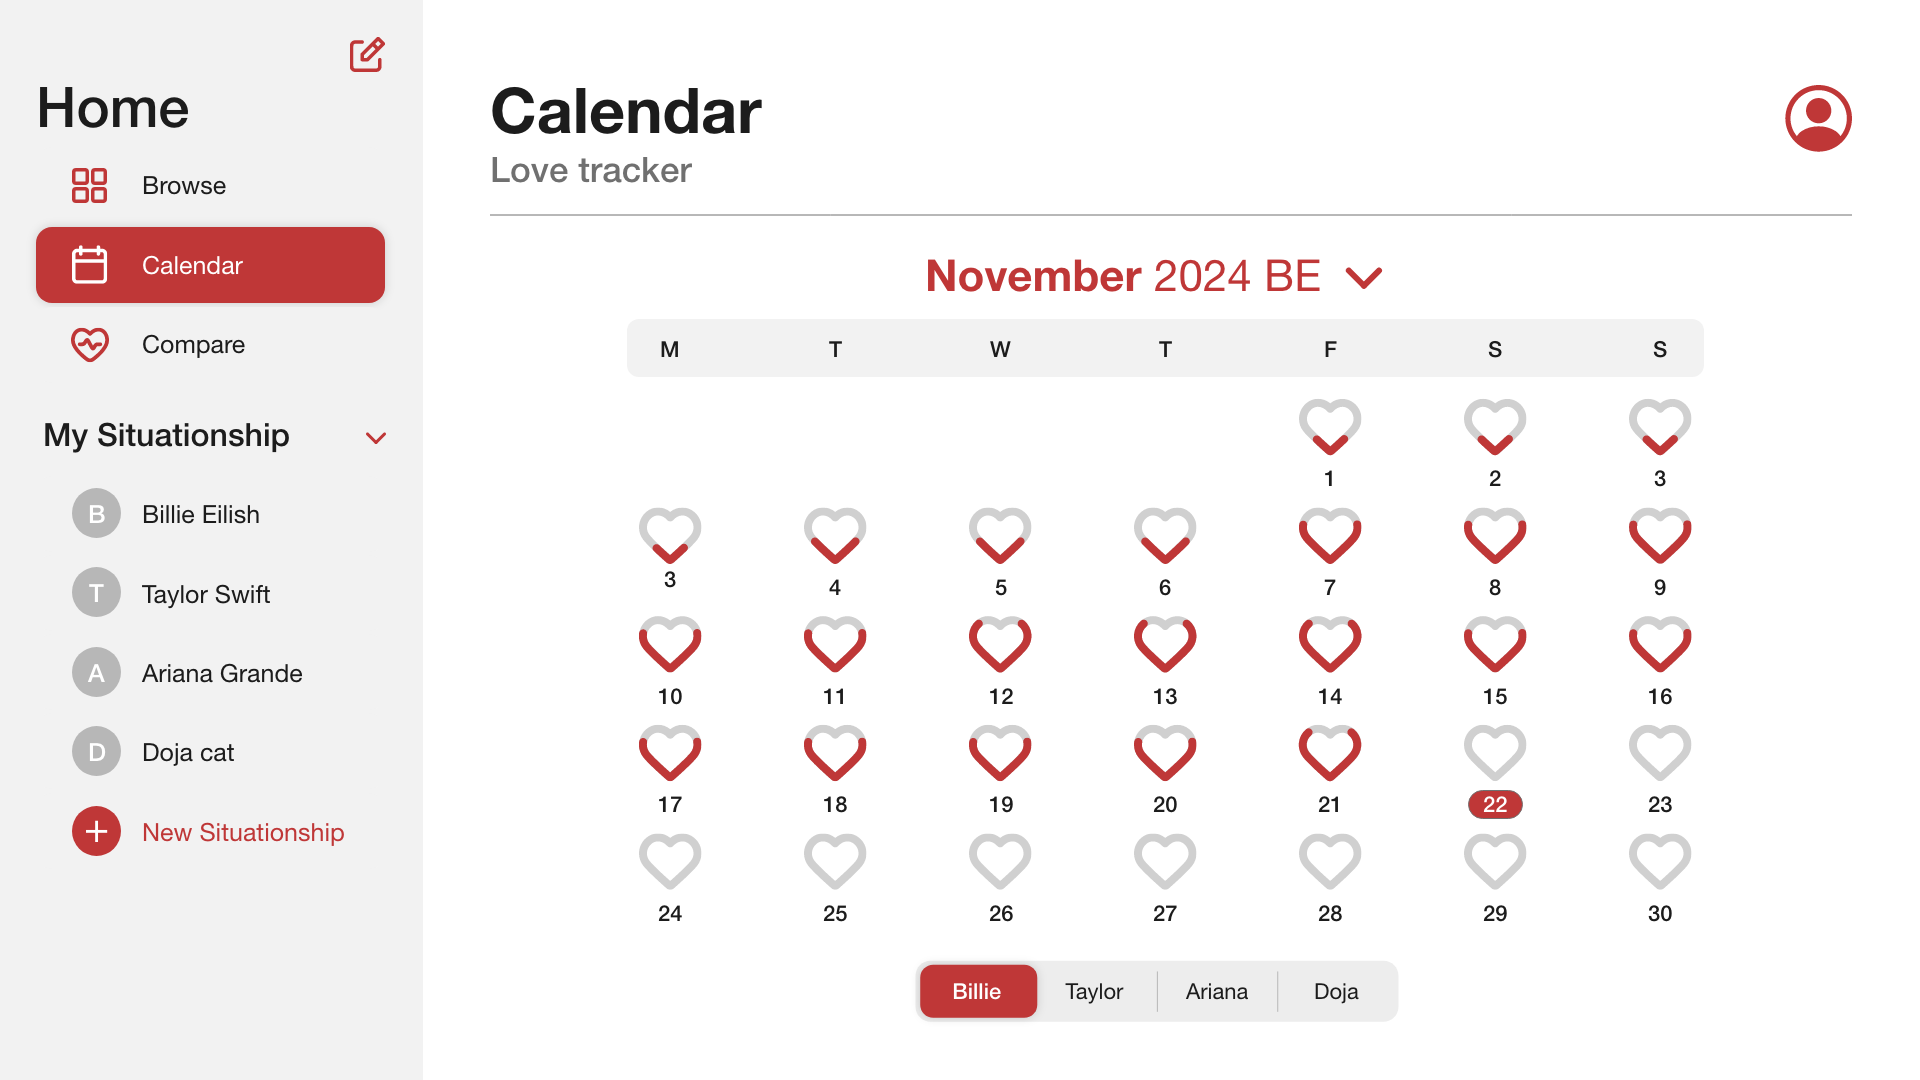 Home
Browse
Calendar
Compare
My Situationship
B Billie Eilish
T Taylor Swift
A Ariana Grande
D Doja cat
New Situationship
Calendar
Love tracker
November 2024 BE
M T W T F S S
1 2 3
3 4 5 6 7 8 9
10 11 12 13 14 15 16
17 18 19 20 21 22 23
24 25 26 27 28 29 30
Billie Taylor Ariana Doja